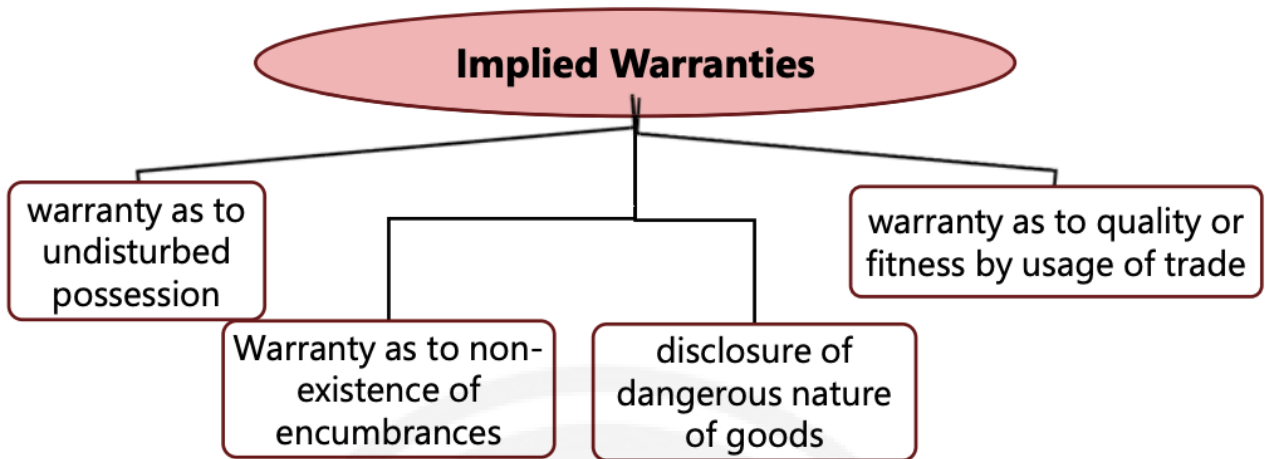 Implied Warranties
warranty as to
undisturbed
possession
Warranty as to non-
existence of
encumbrances
disclosure of
dangerous nature
of goods
warranty as to quality or
fitness by usage of trade